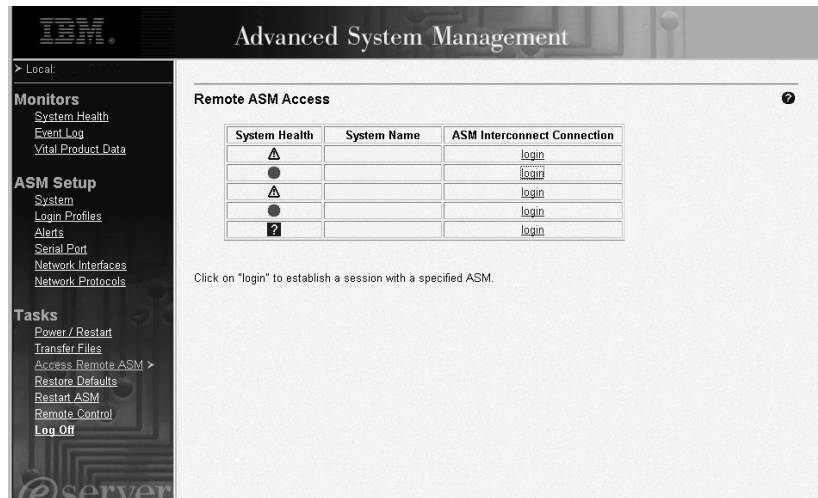 IBM®
Advanced System Management
➤ Local:
Monitors
System Health
Event Log
Vital Product Data
ASM Setup
System
Login Profiles
Alerts
Serial Port
Network Interfaces
Network Protocols
Tasks
Power / Restart
Transfer Files
Access Remote ASM ➤
Restore Defaults
Restart ASM
Remote Control
Log Off
eserver
Remote ASM Access ?
System Health System Name ASM Interconnect Connection
login
login
login
login
? login
Click on "login" to establish a session with a specified ASM.